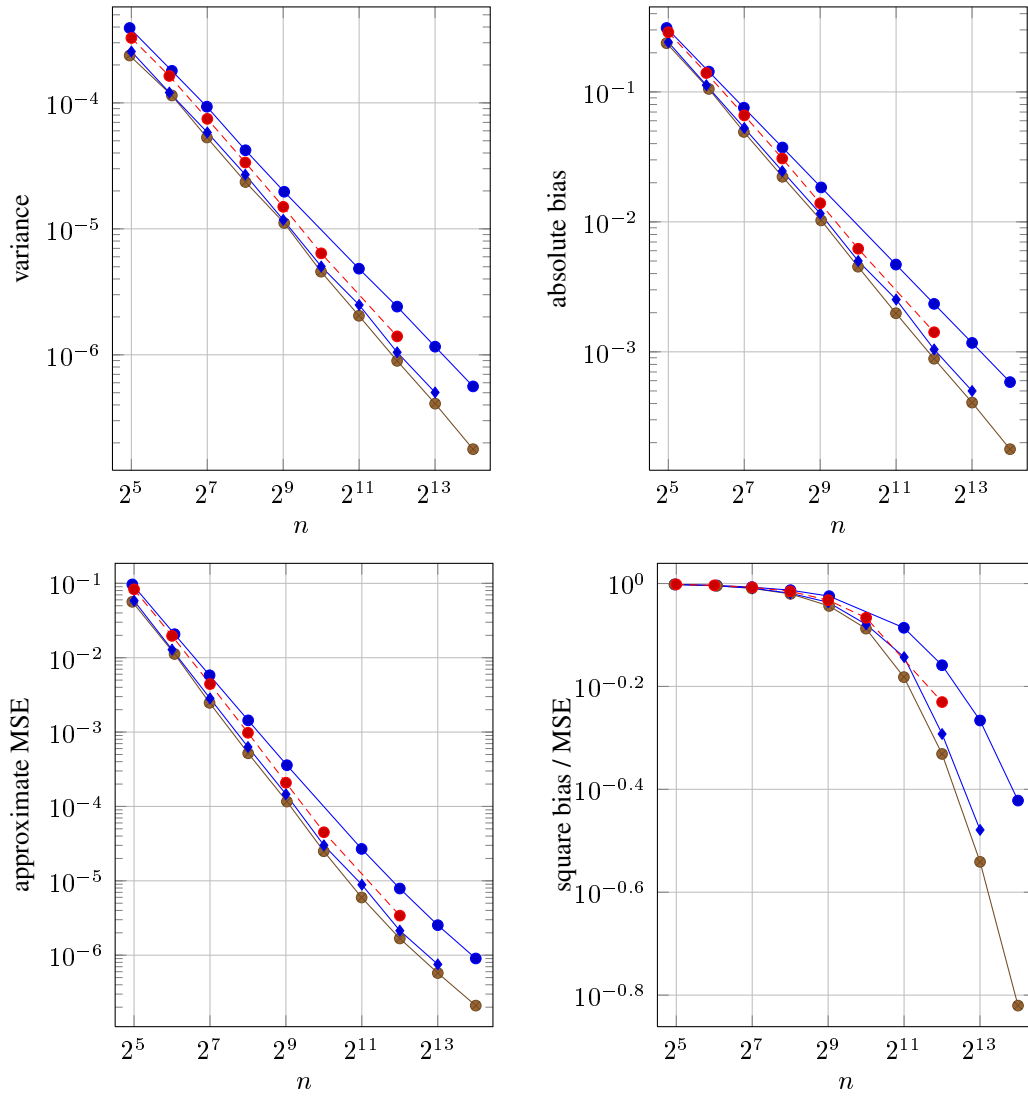 variance
10^{-4}
10^{-5}
10^{-6}
2^5 2^7 2^9 2^{11} 2^{13}
n
absolute bias
10^{-1}
10^{-2}
10^{-3}
2^5 2^7 2^9 2^{11} 2^{13}
n
approximate MSE
10^{-1}
10^{-2}
10^{-3}
10^{-4}
10^{-5}
10^{-6}
2^5 2^7 2^9 2^{11} 2^{13}
n
square bias / MSE
10^0
10^{-0.2}
10^{-0.4}
10^{-0.6}
10^{-0.8}
2^5 2^7 2^9 2^{11} 2^{13}
n